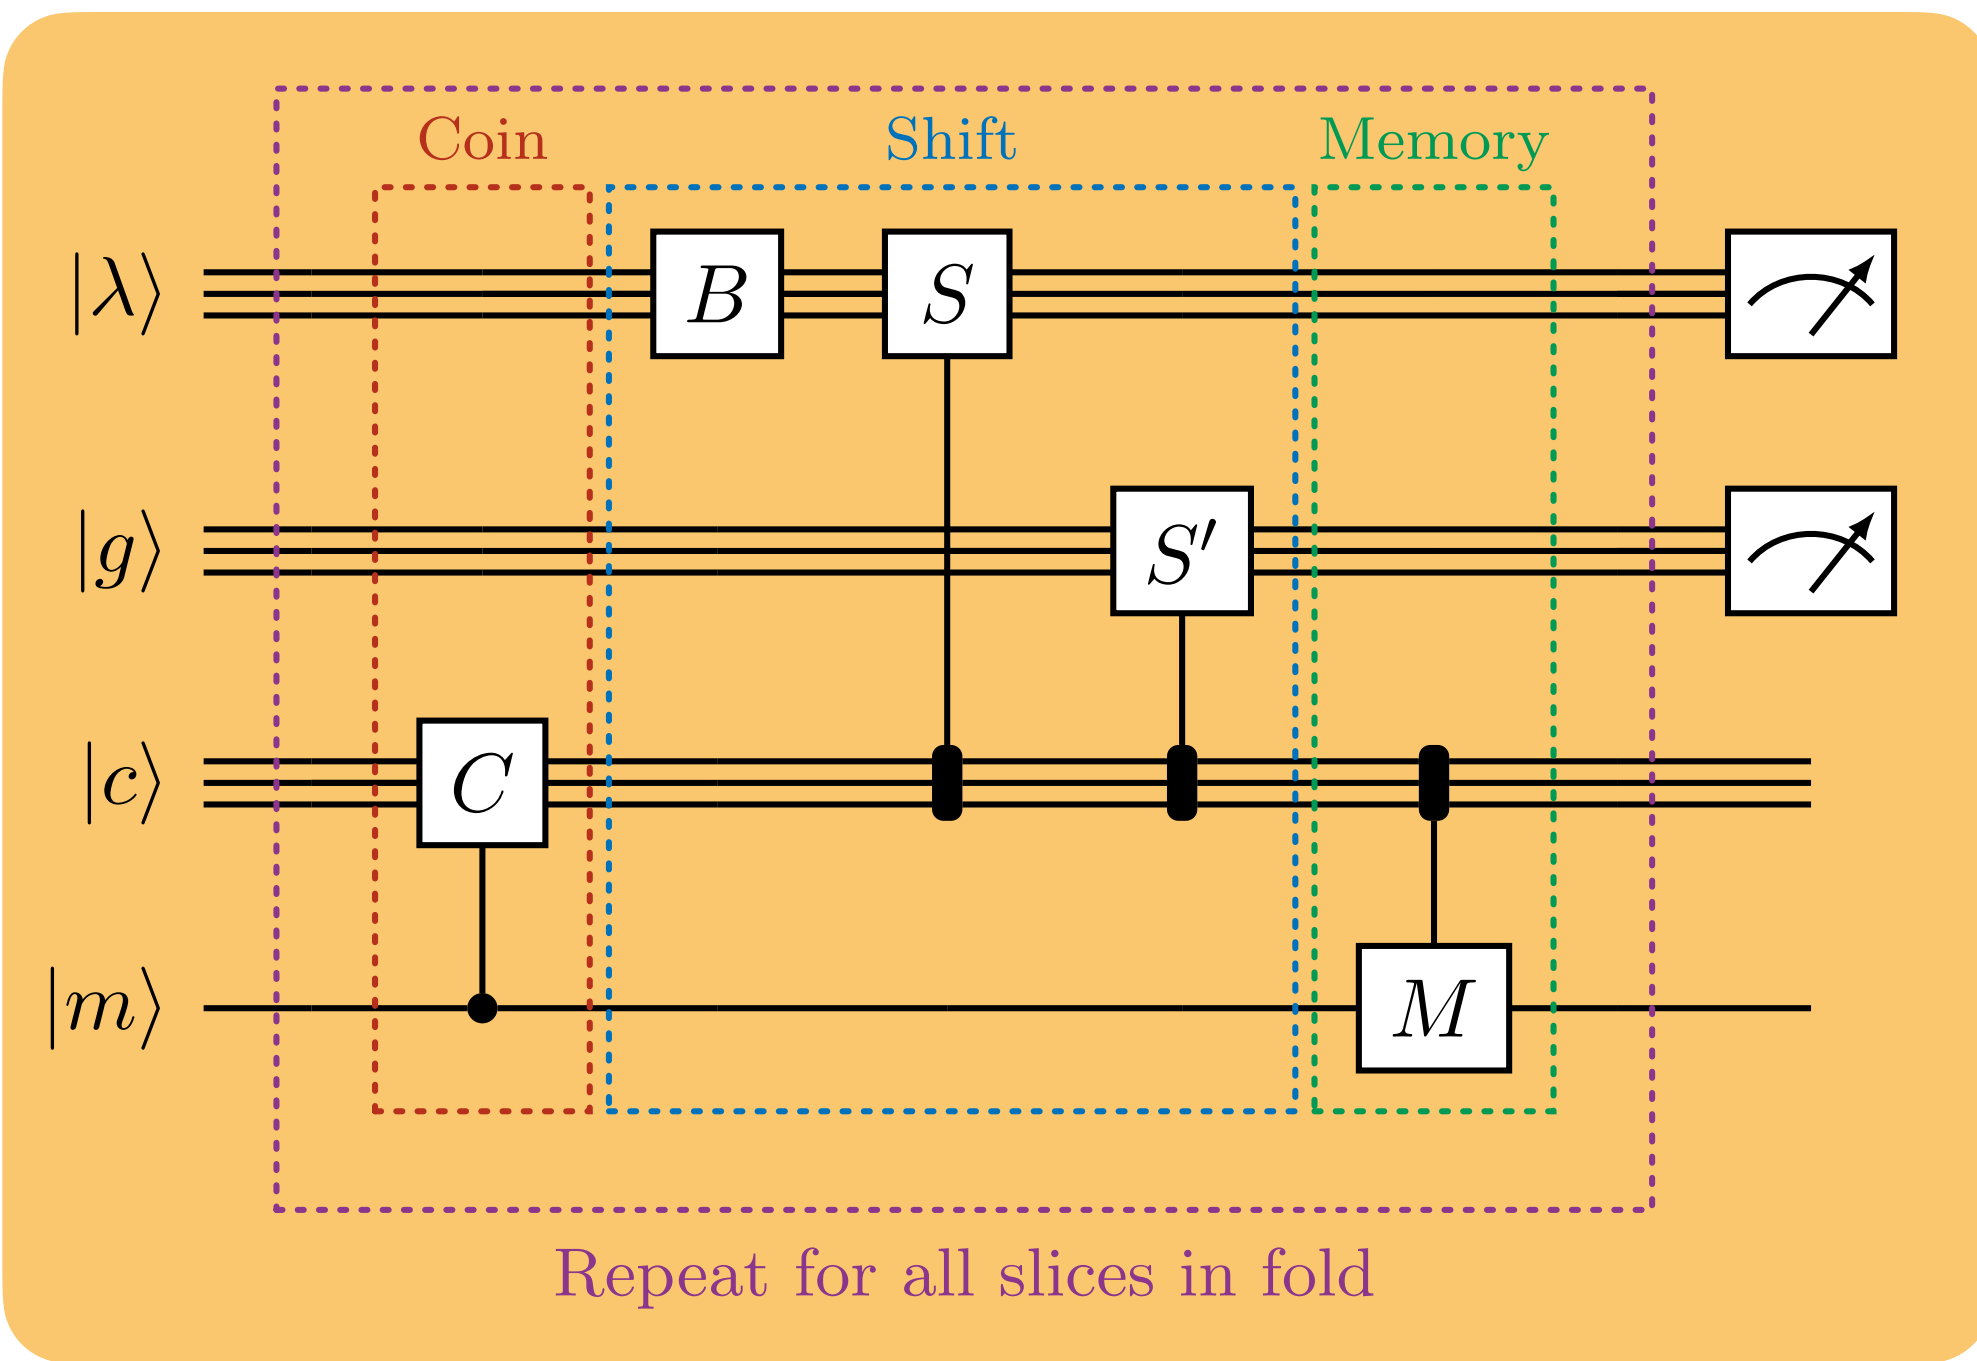 Coin Shift Memory
|λ⟩ B S
|g⟩ S′
|c⟩ C
|m⟩ M
Repeat for all slices in fold